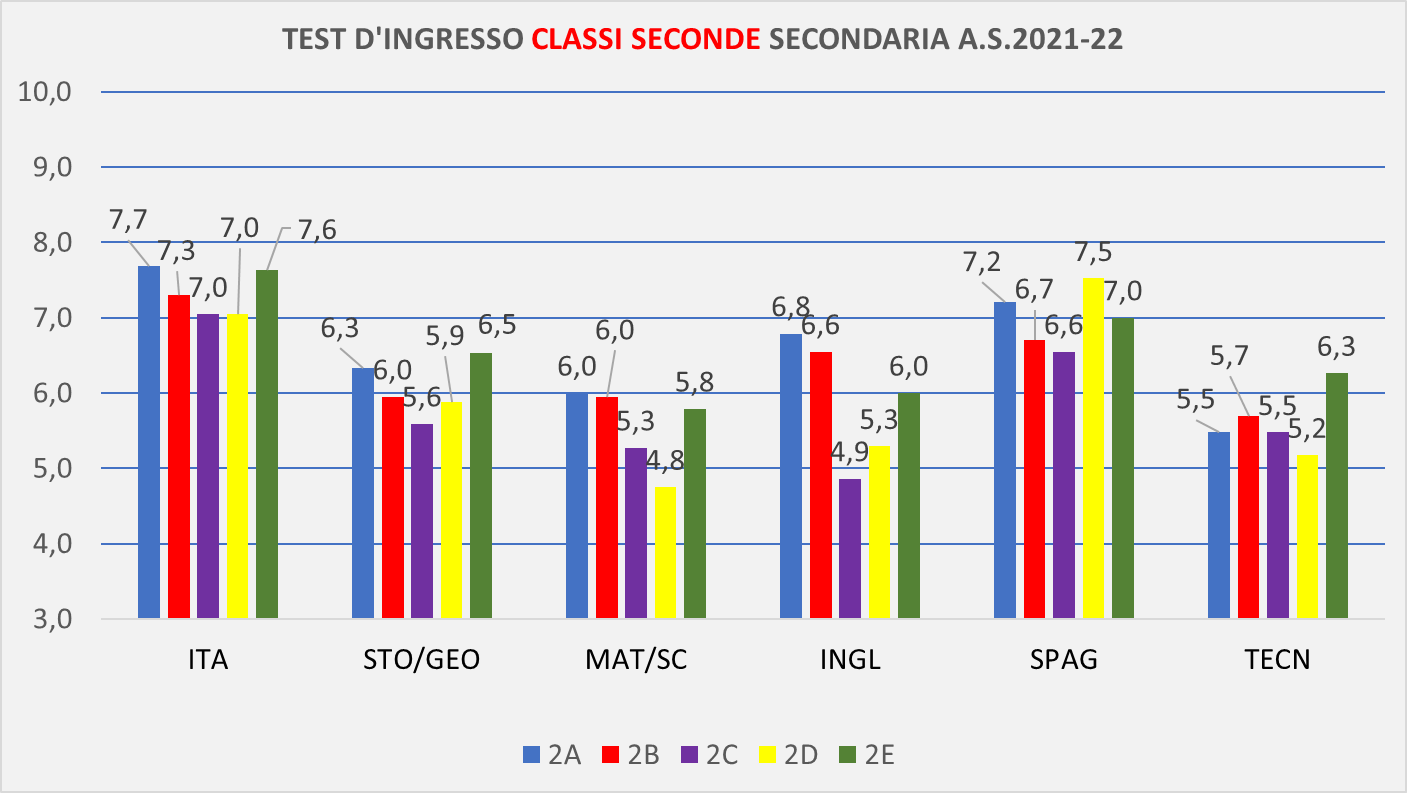 TEST D'INGRESSO CLASSI SECONDE SECONDARIA A.S.2021-22
10,0
9,0
8,0
7,0
6,0
5,0
4,0
3,0
7,7 7,3 7,0 7,0 7,6
6,3 6,0 5,6 5,9 6,5
6,0 6,0 5,3 4,8 5,8
6,8 6,6 4,9 5,3 6,0
7,2 6,7 6,6 7,5 7,0
5,5 5,7 5,5 5,2 6,3
ITA STO/GEO MAT/SC INGL SPAG TECN
2A 2B 2C 2D 2E